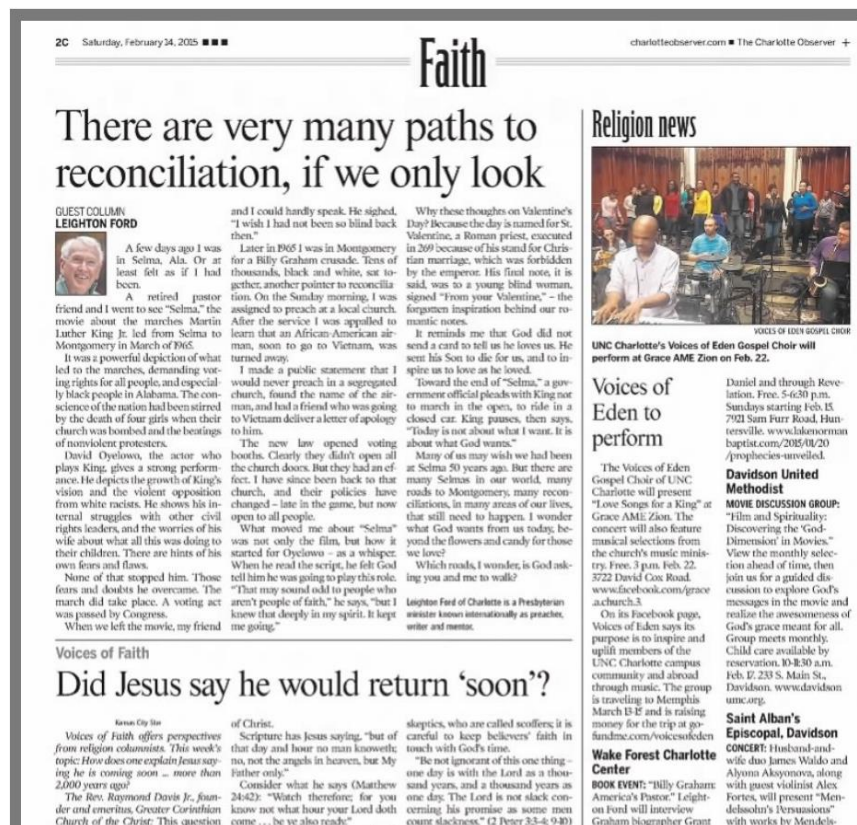 2C Saturday, February 14, 2015 ■ ■ ■
charlotteobserver.com ■ The Charlotte Observer +
Faith
There are very many paths to
reconciliation, if we only look
GUEST COLUMN
LEIGHTON FORD
A few days ago I was
in Selma, Ala. Or at
least felt as if I had
been.
A retired pastor
friend and I went to see “Selma,” the
movie about the marches Martin
Luther King Jr. led from Selma to
Montgomery in March of 1965.
It was a powerful depiction of what
led to the marches, demanding vot-
ing rights for all people, and especial-
ly black people in Alabama. The con-
science of the nation had been stirred
by the death of four girls when their
church was bombed and the beatings
of nonviolent protesters.
David Oyelowo, the actor who
plays King, gives a strong perform-
ance. He depicts the growth of King’s
vision and the violent opposition
from white racists. He shows his in-
ternal struggles with other civil
rights leaders, and the worries of his
wife about what all this was doing to
their children. There are hints of his
own fears and flaws.
None of that stopped him. Those
fears and doubts he overcame. The
march did take place. A voting act
was passed by Congress.
When we left the movie, my friend
and I could hardly speak. He sighed,
“I wish I had not been so blind back
then.”
Later in 1965 I was in Montgomery
for a Billy Graham crusade. Tens of
thousands, black and white, sat to-
gether, another pointer to reconcilia
tion. On the Sunday morning, I was
assigned to preach at a local church.
After the service I was appalled to
learn that an African-American air-
man, soon to go to Vietnam, was
turned away.
I made a public statement that I
would never preach in a segregated
church, found the name of the air-
man, and had a friend who was going
to Vietnam deliver a letter of apology
to him.
The new law opened voting
booths. Clearly they didn’t open all
the church doors. But they had an ef-
fect. I have since been back to that
church, and their policies have
changed – late in the game, but now
open to all people.
What moved me about “Selma”
was not only the film, but how it
started for Oyelowo – as a whisper.
When he read the script, he felt God
tell him he was going to play this role.
“That may sound odd to people who
aren’t people of faith,” he says, “but I
knew that deeply in my spirit. It kept
me going.”
Why these thoughts on Valentine’s
Day? Because the day is named for St.
Valentine, a Roman priest, executed
in 269 because of his stand for Chris-
tian marriage, which was forbidden
by the emperor. His final note, it is
said, was to a young blind woman,
signed “From your Valentine,” – the
forgotten inspiration behind our ro-
mantic notes.
It reminds me that God did not
send a card to tell us he loves us. He
sent his Son to die for us, and to in-
spire us to love as he loved.
Toward the end of “Selma,” a gov-
ernment official pleads with King not
to march in the open, to ride in a
closed car. King pauses, then says,
“Today is not about what I want. It is
about what God wants.”
Many of us may wish we had been
at Selma 50 years ago. But there are
many Selmas in our world, many
roads to Montgomery, many recon-
ciliations, in many areas of our lives,
that still need to happen. I wonder
what God wants from us today, be-
yond the flowers and candy for those
we love?
Which roads, I wonder, is God ask-
ing you and me to walk?
Leighton Ford of Charlotte is a Presbyterian
minister known internationally as preacher,
writer and mentor.
Voices of Faith
Did Jesus say he would return ‘soon’?
Kansas City Star
Voices of Faith offers perspectives
from religion columnists. This week’s
topic: How does one explain Jesus say-
ing he is coming soon ... more than
2,000 years ago?
The Rev. Raymond Davis Jr., foun-
der and emeritus, Greater Corinthian
Church of the Christ: This question
of Christ.
Scripture has Jesus saying, “but of
that day and hour no man knoweth;
no, not the angels in heaven, but My
Father only.”
Consider what he says (Matthew
24:42): “Watch therefore; for you
know not what hour your Lord doth
come ... be ye also ready.”
skeptics, who are called scoffers; it is
careful to keep believers’ faith in
touch with God’s time.
“Be not ignorant of this one thing –
one day is with the Lord as a thou-
sand years, and a thousand years as
one day. The Lord is not slack con-
cerning his promise as some men
count slackness.” (2 Peter 3:3-4; 9-10)
Religion news
VOICES OF EDEN GOSPEL CHOIR
UNC Charlotte’s Voices of Eden Gospel Choir will
perform at Grace AME Zion on Feb. 22.
Voices of
Eden to
perform
The Voices of Eden
Gospel Choir of UNC
Charlotte will present
“Love Songs for a King” at
Grace AME Zion. The
concert will also feature
musical selections from
the church’s music minis-
try. Free. 3 p.m. Feb. 22.
3722 David Cox Road.
www.facebook.com/grace
.a.church.3.
On its Facebook page,
Voices of Eden says its
purpose is to inspire and
uplift members of the
UNC Charlotte campus
community and abroad
through music. The group
is traveling to Memphis
March 13-15 and is raising
money for the trip at go-
fundme.com/voicesofeden
Wake Forest Charlotte
Center
BOOK EVENT: “Billy Graham:
America’s Pastor.” Leight-
on Ford will interview
Graham biographer Grant
Daniel and through Reve-
lation. Free. 5-6:30 p.m.
Sundays starting Feb. 15.
7921 Sam Furr Road, Hun-
tersville. www.lakenorman
baptist.com/2015/01/20
/prophecies-unveiled.
Davidson United
Methodist
MOVIE DISCUSSION GROUP:
“Film and Spirituality:
Discovering the ‘God-
Dimension’ in Movies.”
View the monthly selec-
tion ahead of time, then
join us for a guided dis-
cussion to explore God’s
messages in the movie and
realize the awesomeness of
God’s grace meant for all.
Group meets monthly.
Child care available by
reservation. 10-11:30 a.m.
Feb. 17. 233 S. Main St.,
Davidson. www.davidson
umc.org.
Saint Alban’s
Episcopal, Davidson
CONCERT: Husband-and-
wife duo James Waldo and
Alyona Aksyonova, along
with guest violinist Alex
Fortes, will present “Men-
delssohn’s Persuasions”
with works by Mendels-